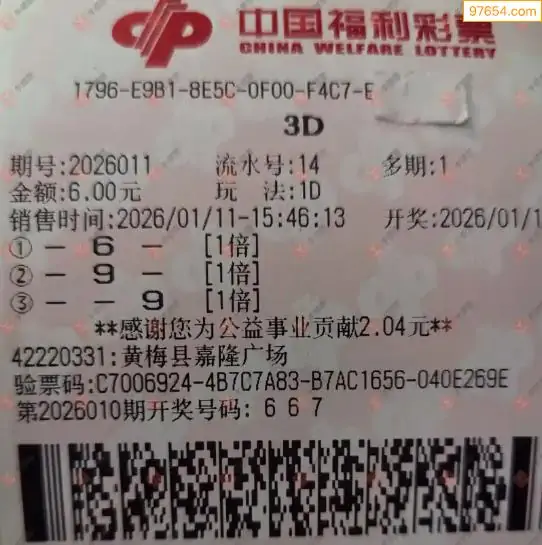 97654.com
中国福利彩票
CHINA WELFARE LOTTERY
1796-E9B1-8E5C-0F00-F4C7-E
3D
期号:2026011 流水号:14 多期:1
金额:6.00元 玩 法:1D
销售时间:2026/01/11-15:46:13 开奖:2026/01/1
① - 6 - [1倍]
② - 9 - [1倍]
③ - - 9 [1倍]
**感谢您为公益事业贡献2.04元**
42220331:黄梅县嘉隆广场
验票码:C7006924-4B7C7A83-B7AC1656-040E269E
第2026010期开奖号码: 6 6 7